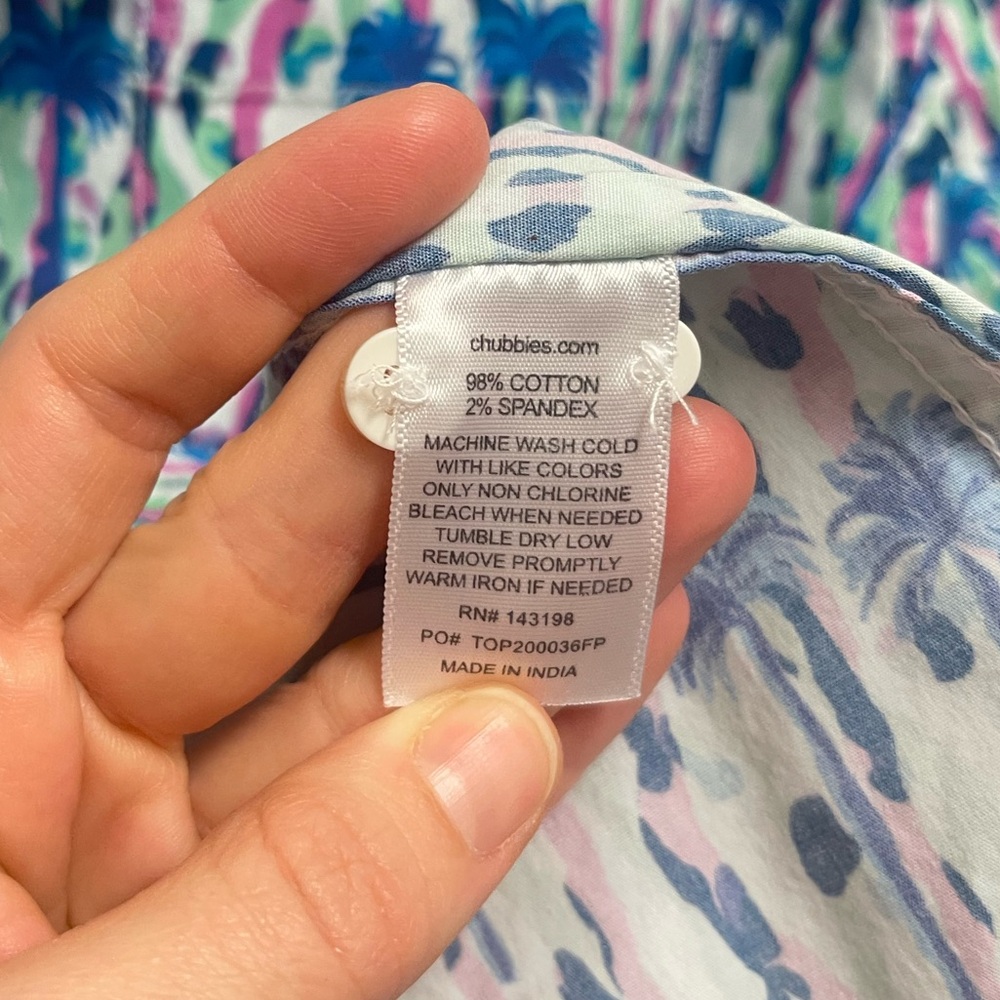 chubbies.com
98% COTTON
2% SPANDEX
MACHINE WASH COLD
WITH LIKE COLORS
ONLY NON CHLORINE
BLEACH WHEN NEEDED
TUMBLE DRY LOW
REMOVE PROMPTLY
WARM IRON IF NEEDED
RN# 143198
PO# TOP200036FP
MADE IN INDIA